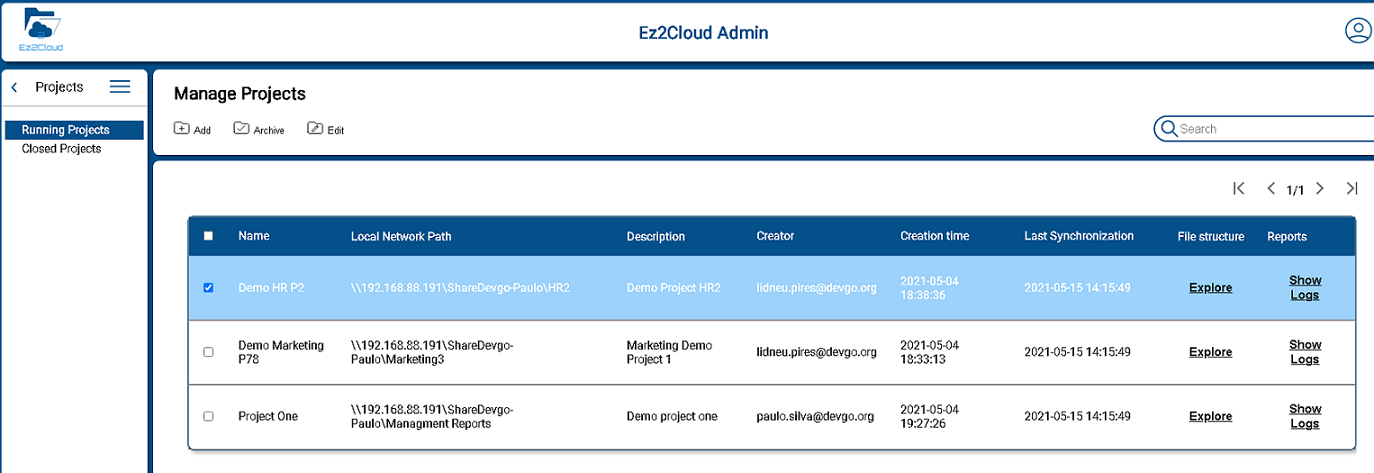 Ez2Cloud
Ez2Cloud Admin
Projects
Running Projects
Closed Projects
Manage Projects
Add Archive Edit
Search
1/1
Name Local Network Path Description Creator Creation time Last Synchronization File structure Reports
Demo HR P2 \\192.168.88.191\ShareDevgo-Paulo\HR2 Demo Project HR2 lidneu.pires@devgo.org 2021-05-04
18:38:36 2021-05-15 14:15:49 Explore Show
Logs
Demo Marketing
P78 \\192.168.88.191\ShareDevgo-
Paulo\Marketing3 Marketing Demo
Project 1 lidneu.pires@devgo.org 2021-05-04
18:33:13 2021-05-15 14:15:49 Explore Show
Logs
Project One \\192.168.88.191\ShareDevgo-
Paulo\Managment Reports Demo project one paulo.silva@devgo.org 2021-05-04
19:27:26 2021-05-15 14:15:49 Explore Show
Logs